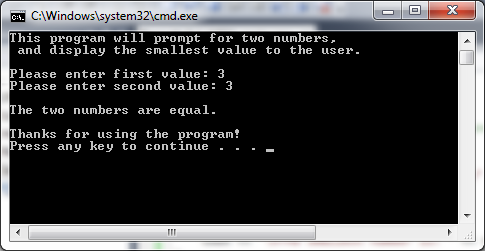 C:\Windows\system32\cmd.exe
This program will prompt for two numbers,
and display the smallest value to the user.
Please enter first value: 3
Please enter second value: 3
The two numbers are equal.
Thanks for using the program!
Press any key to continue . . . _